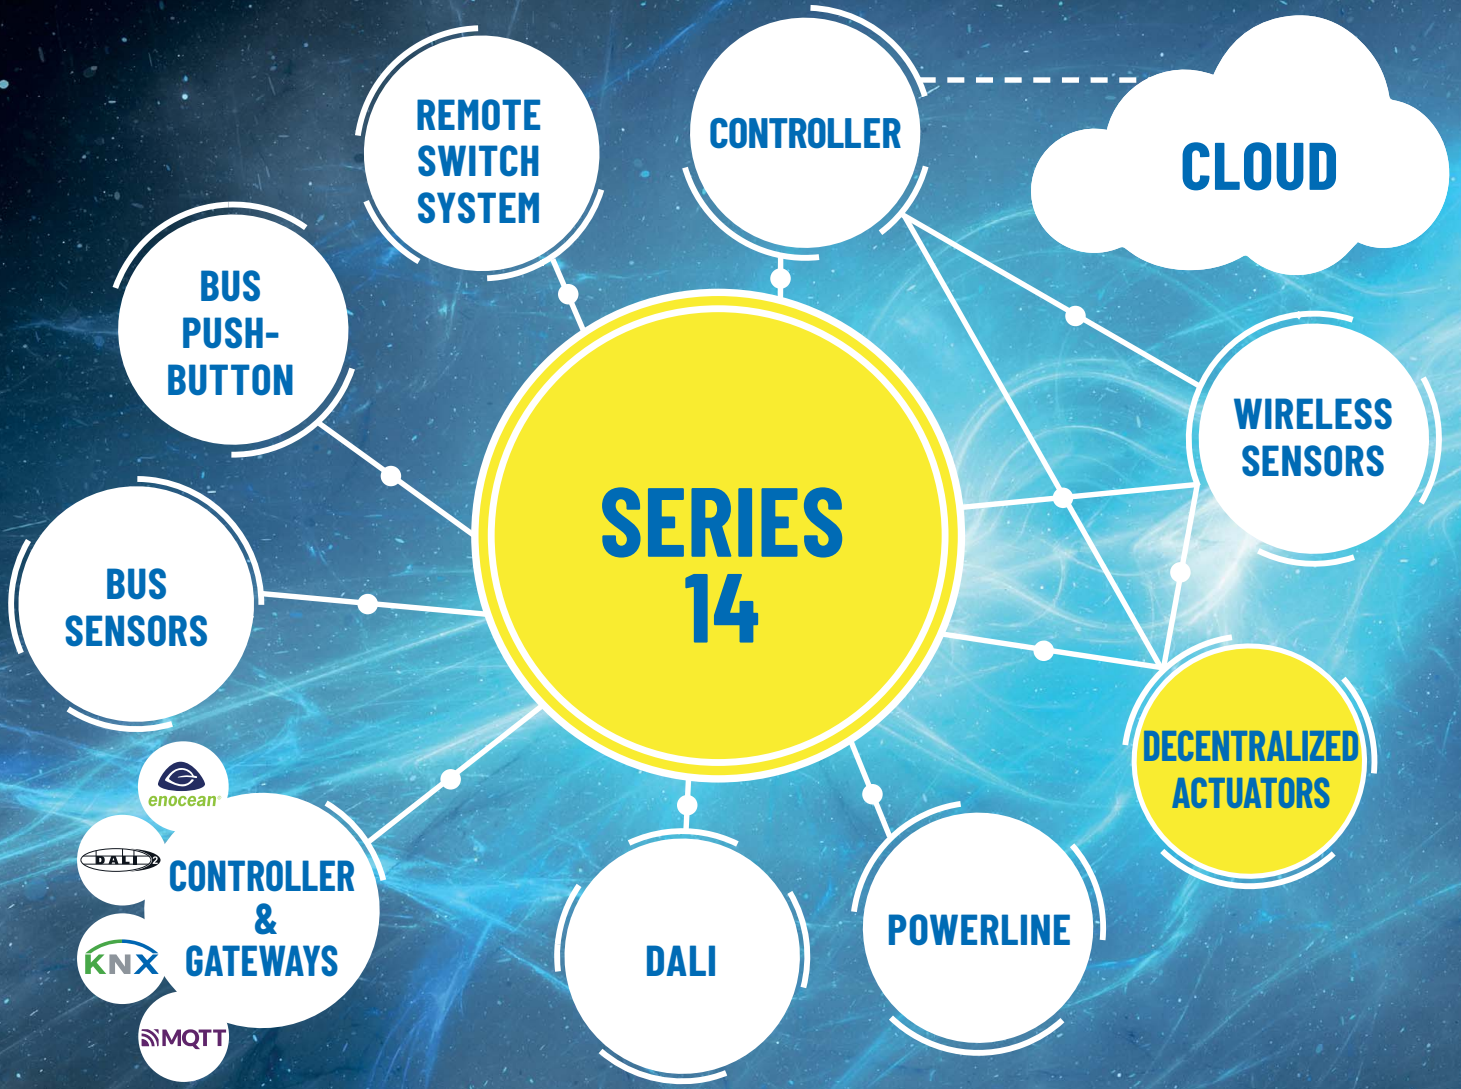 REMOTE
SWITCH
SYSTEM
CONTROLLER
CLOUD
BUS
PUSH-
BUTTON
WIRELESS
SENSORS
SERIES
14
BUS
SENSORS
DECENTRALIZED
ACTUATORS
enocean®
DALI 2
KNX
MQTT
CONTROLLER
&
GATEWAYS
DALI
POWERLINE